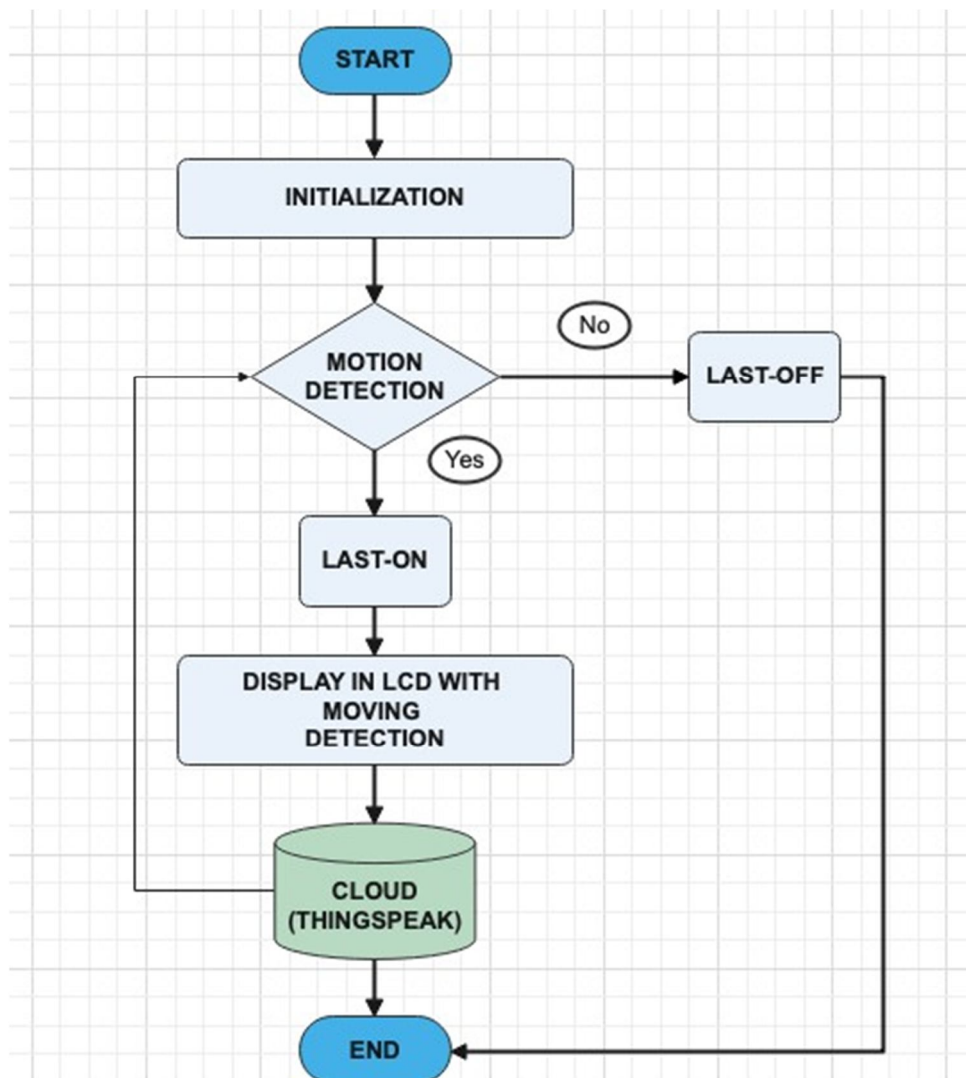 START
INITIALIZATION
No
MOTION
DETECTION
LAST-OFF
Yes
LAST-ON
DISPLAY IN LCD WITH
MOVING
DETECTION
CLOUD
(THINGSPEAK)
END